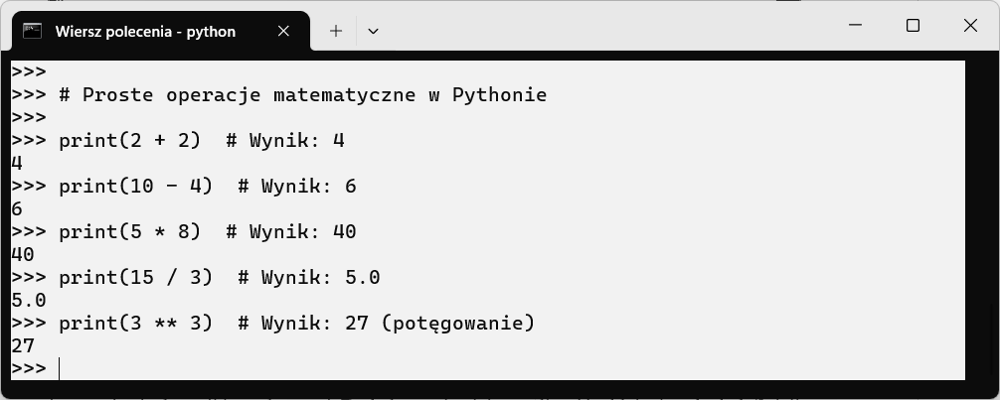 Wiersz polecenia - python
>>>
>>> # Proste operacje matematyczne w Pythonie
>>>
>>> print(2 + 2)  # Wynik: 4
4
>>> print(10 - 4)  # Wynik: 6
6
>>> print(5 * 8)  # Wynik: 40
40
>>> print(15 / 3)  # Wynik: 5.0
5.0
>>> print(3 ** 3)  # Wynik: 27 (potęgowanie)
27
>>>